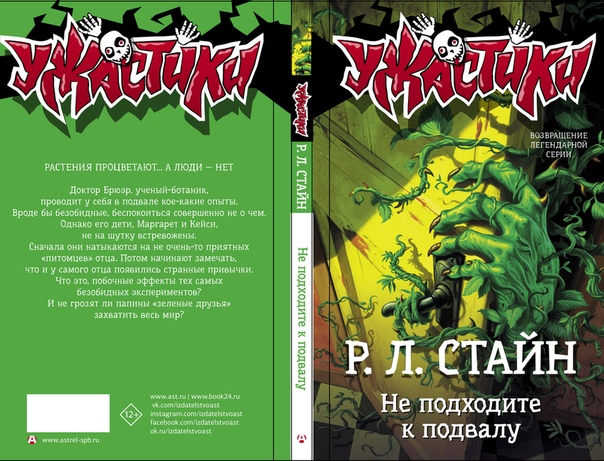 УЖАСТИКИ
РАСТЕНИЯ ПРОЦВЕТАЮТ... А ЛЮДИ — НЕТ
Доктор Брюэр, ученый-ботаник,
проводит у себя в подвале кое-какие опыты.
Вроде бы безобидные, беспокоиться совершенно не о чем.
Однако его дети, Маргарет и Кейси,
не на шутку встревожены.
Сначала они натыкаются на не очень-то приятных
«питомцев» отца. Потом начинают замечать,
что и у самого отца появились странные привычки.
Что это, побочные эффекты тех самых
безобидных экспериментов?
И не грозят ли папины «зеленые друзья»
захватить весь мир?
www.ast.ru | www.book24.ru
vk.com/izdatelstvoast
instagram.com/izdatelstvoast
facebook.com/izdatelstvoast
ok.ru/izdatelstvoast
12+
www.astrel-spb.ru
УЖАСТИКИ
Р. Л. СТАЙН
Не подходите к подвалу
УЖАСТИКИ
ВОЗВРАЩЕНИЕ
ЛЕГЕНДАРНОЙ
СЕРИИ
Р. Л. СТАЙН
Не подходите
к подвалу